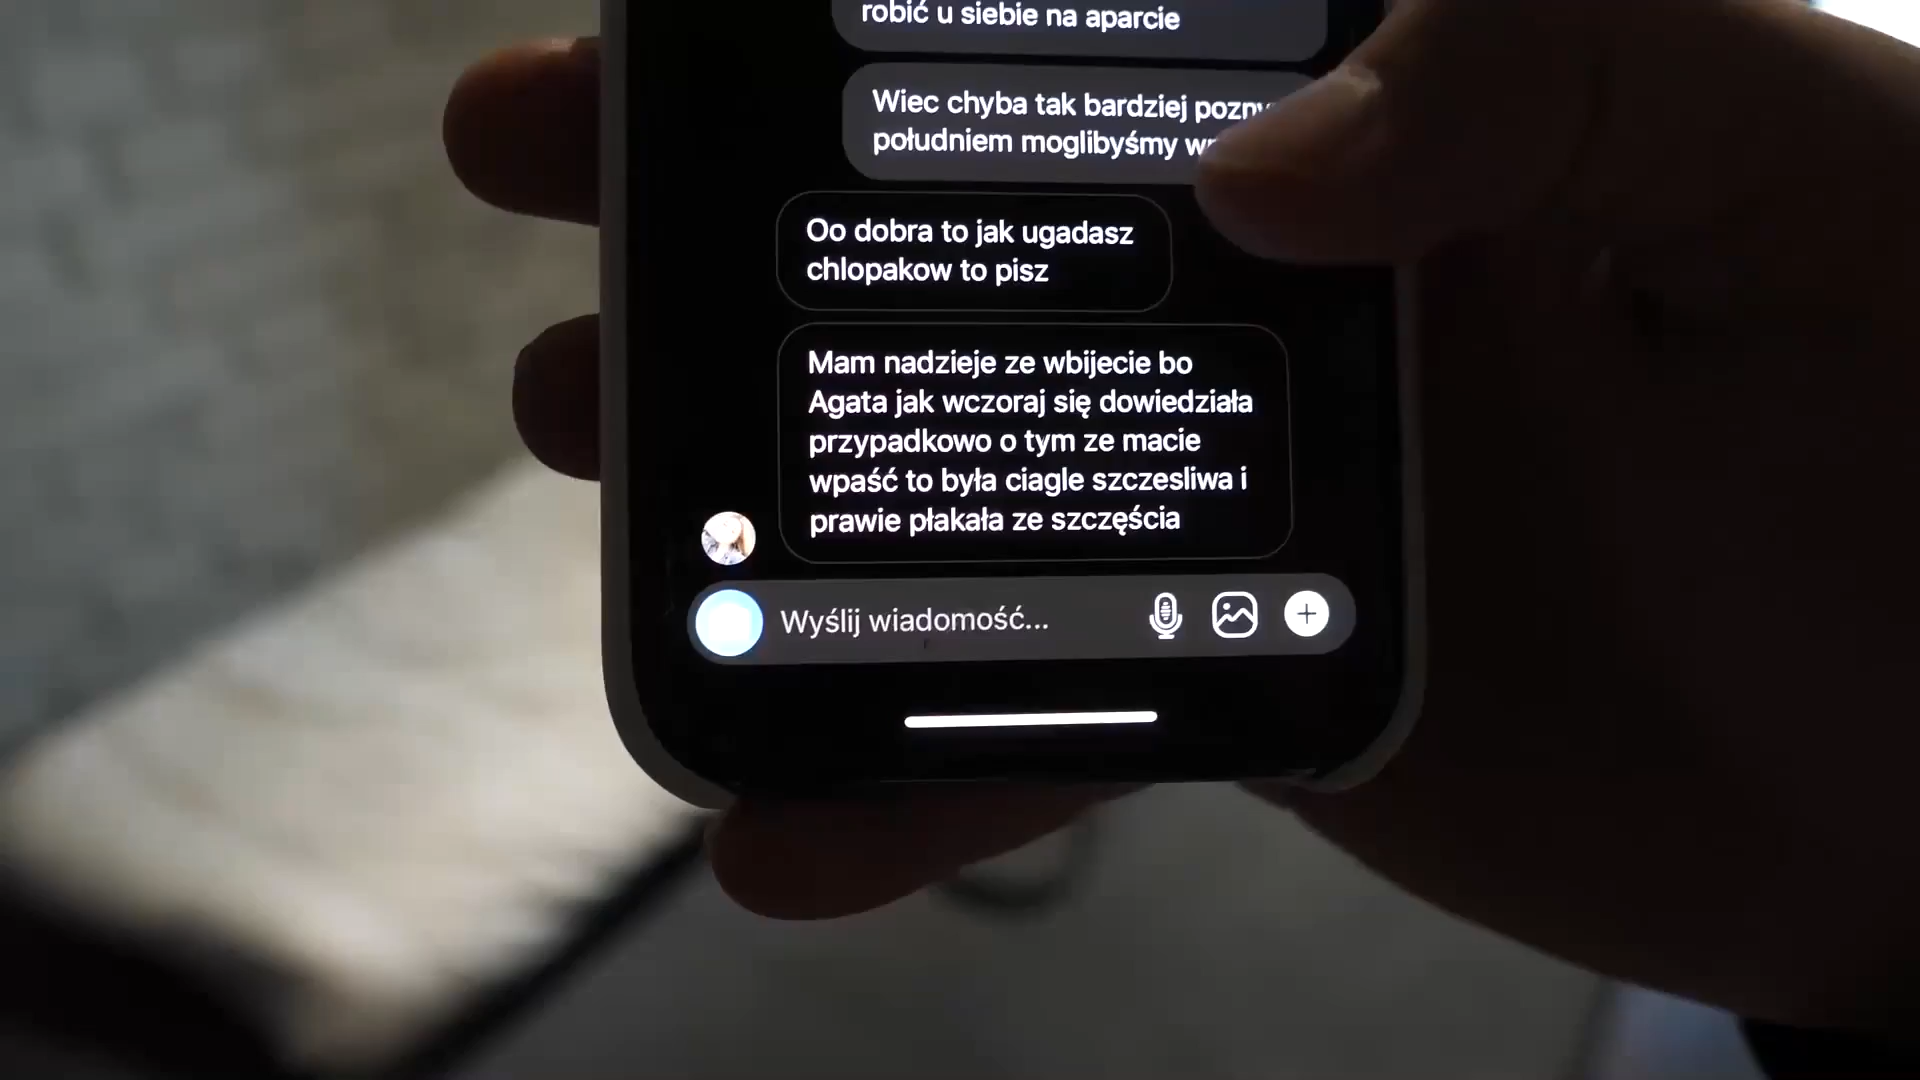 robić u siebie na aparcie
Wiec chyba tak bardziej
południem moglibyśmy
Oo dobra to jak ugadasz
chlopakow to pisz
Mam nadzieje ze wbijecie bo
Agata jak wczoraj się dowiedziała
przypadkowo o tym ze macie
wpaść to była ciagle szczesliwa i
prawie płakała ze szczęścia
Wyślij wiadomość...